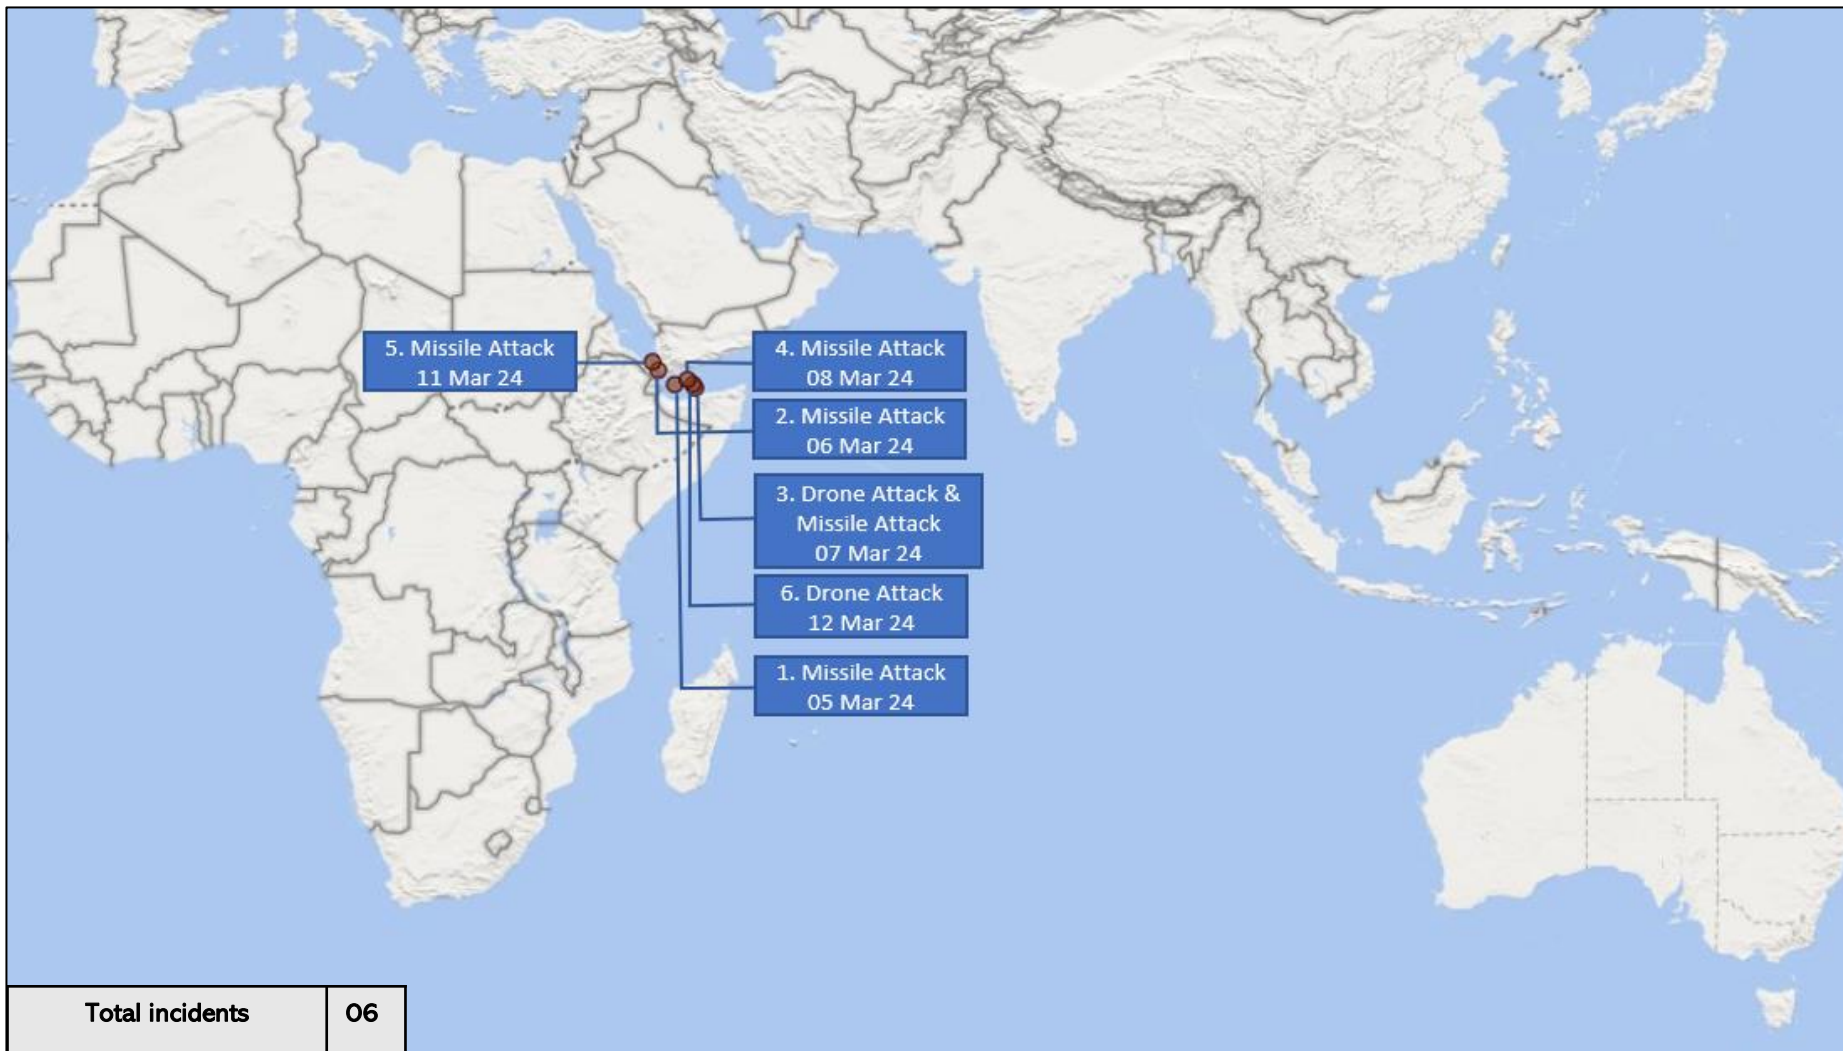 5. Missile Attack
11 Mar 24
4. Missile Attack
08 Mar 24
2. Missile Attack
06 Mar 24
3. Drone Attack &
Missile Attack
07 Mar 24
6. Drone Attack
12 Mar 24
1. Missile Attack
05 Mar 24
Total incidents 06